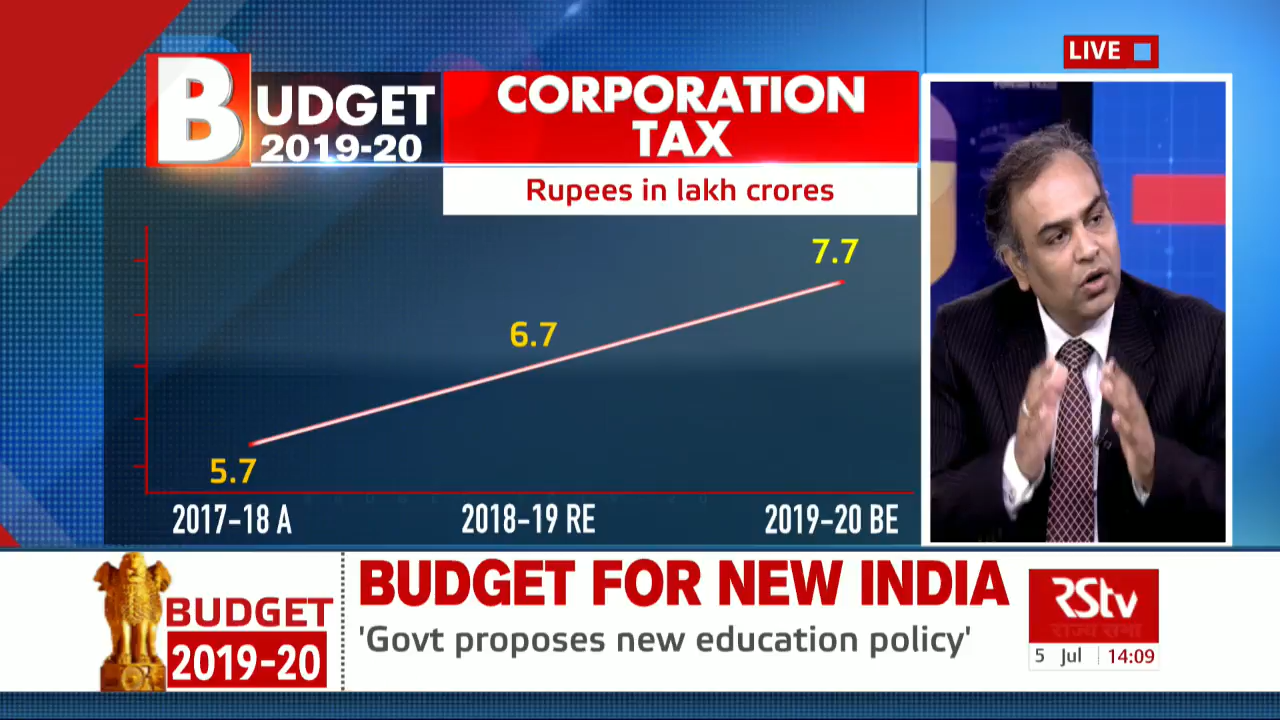 LIVE
BUDGET
2019-20
CORPORATION
TAX
Rupees in lakh crores
7.7
6.7
5.7
2017-18 A
2018-19 RE
2019-20 BE
BUDGET
2019-20
BUDGET FOR NEW INDIA
'Govt proposes new education policy'
RStv
राज्य सभा
5 Jul 14:09